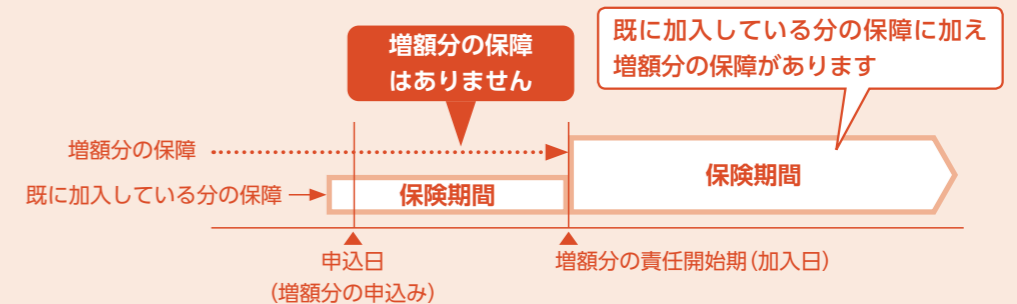 増額分の保障
はありません
既に加入している分の保障に加え
増額分の保障があります
増額分の保障
既に加入している分の保障
保険期間
保険期間
申込日
(増額分の申込み)
増額分の責任開始期(加入日)